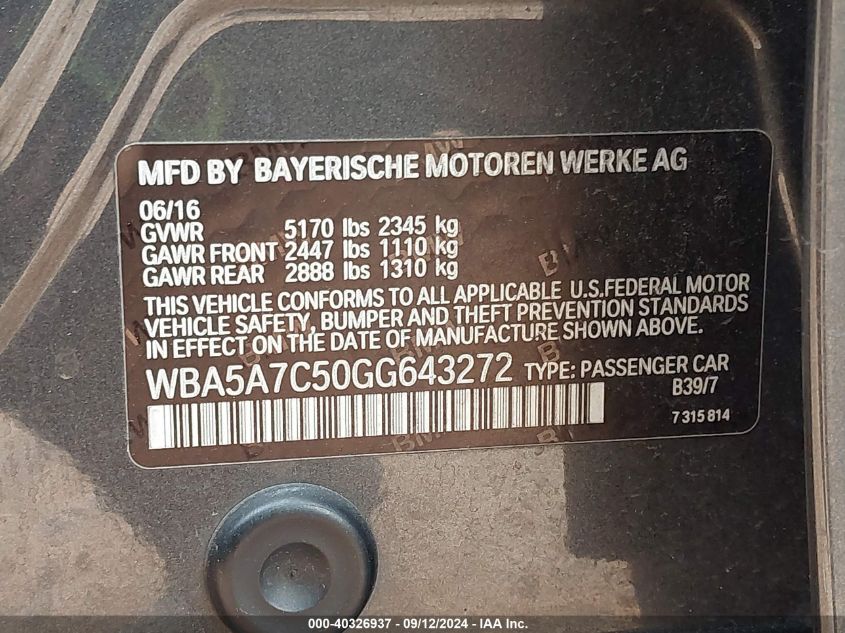 MFD BY BAYERISCHE MOTOREN WERKE AG
06/16
GVWR 5170 lbs 2345 kg
GAWR FRONT 2447 lbs 1110 kg
GAWR REAR 2888 lbs 1310 kg
THIS VEHICLE CONFORMS TO ALL APPLICABLE U.S.FEDERAL MOTOR
VEHICLE SAFETY, BUMPER AND THEFT PREVENTION STANDARDS
IN EFFECT ON THE DATE OF MANUFACTURE SHOWN ABOVE.
WBA5A7C50GG643272 TYPE: PASSENGER CAR
B39/7
7 315 814
000-40326937 - 09/12/2024 - IAA Inc.